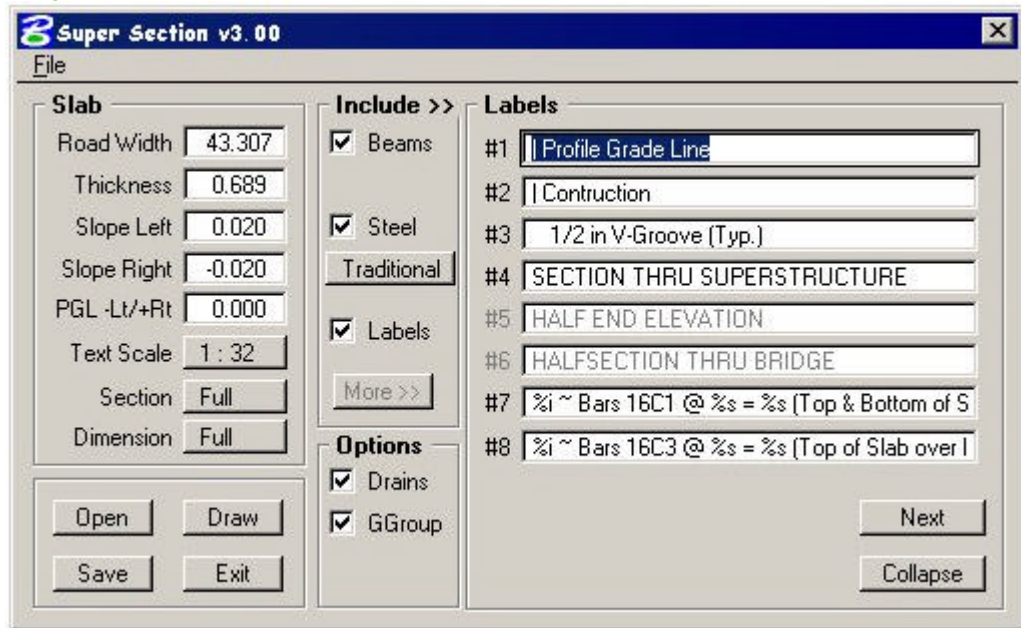 Super Section v3.00
File
Slab
Road Width 43.307
Thickness 0.689
Slope Left 0.020
Slope Right -0.020
PGL -Lt/+Rt 0.000
Text Scale 1 : 32
Section Full
Dimension Full
Open Draw
Save Exit
Include >>
Beams
Steel
Traditional
Labels
More >>
Options
Drains
GGroup
Labels
#1 | Profile Grade Line
#2 | Contruction
#3 1/2 in V-Groove (Typ.)
#4 SECTION THRU SUPERSTRUCTURE
#5 HALF END ELEVATION
#6 HALFSECTION THRU BRIDGE
#7 %i ~ Bars 16C1 @ %s = %s (Top & Bottom of S
#8 %i ~ Bars 16C3 @ %s = %s (Top of Slab over I
Next
Collapse